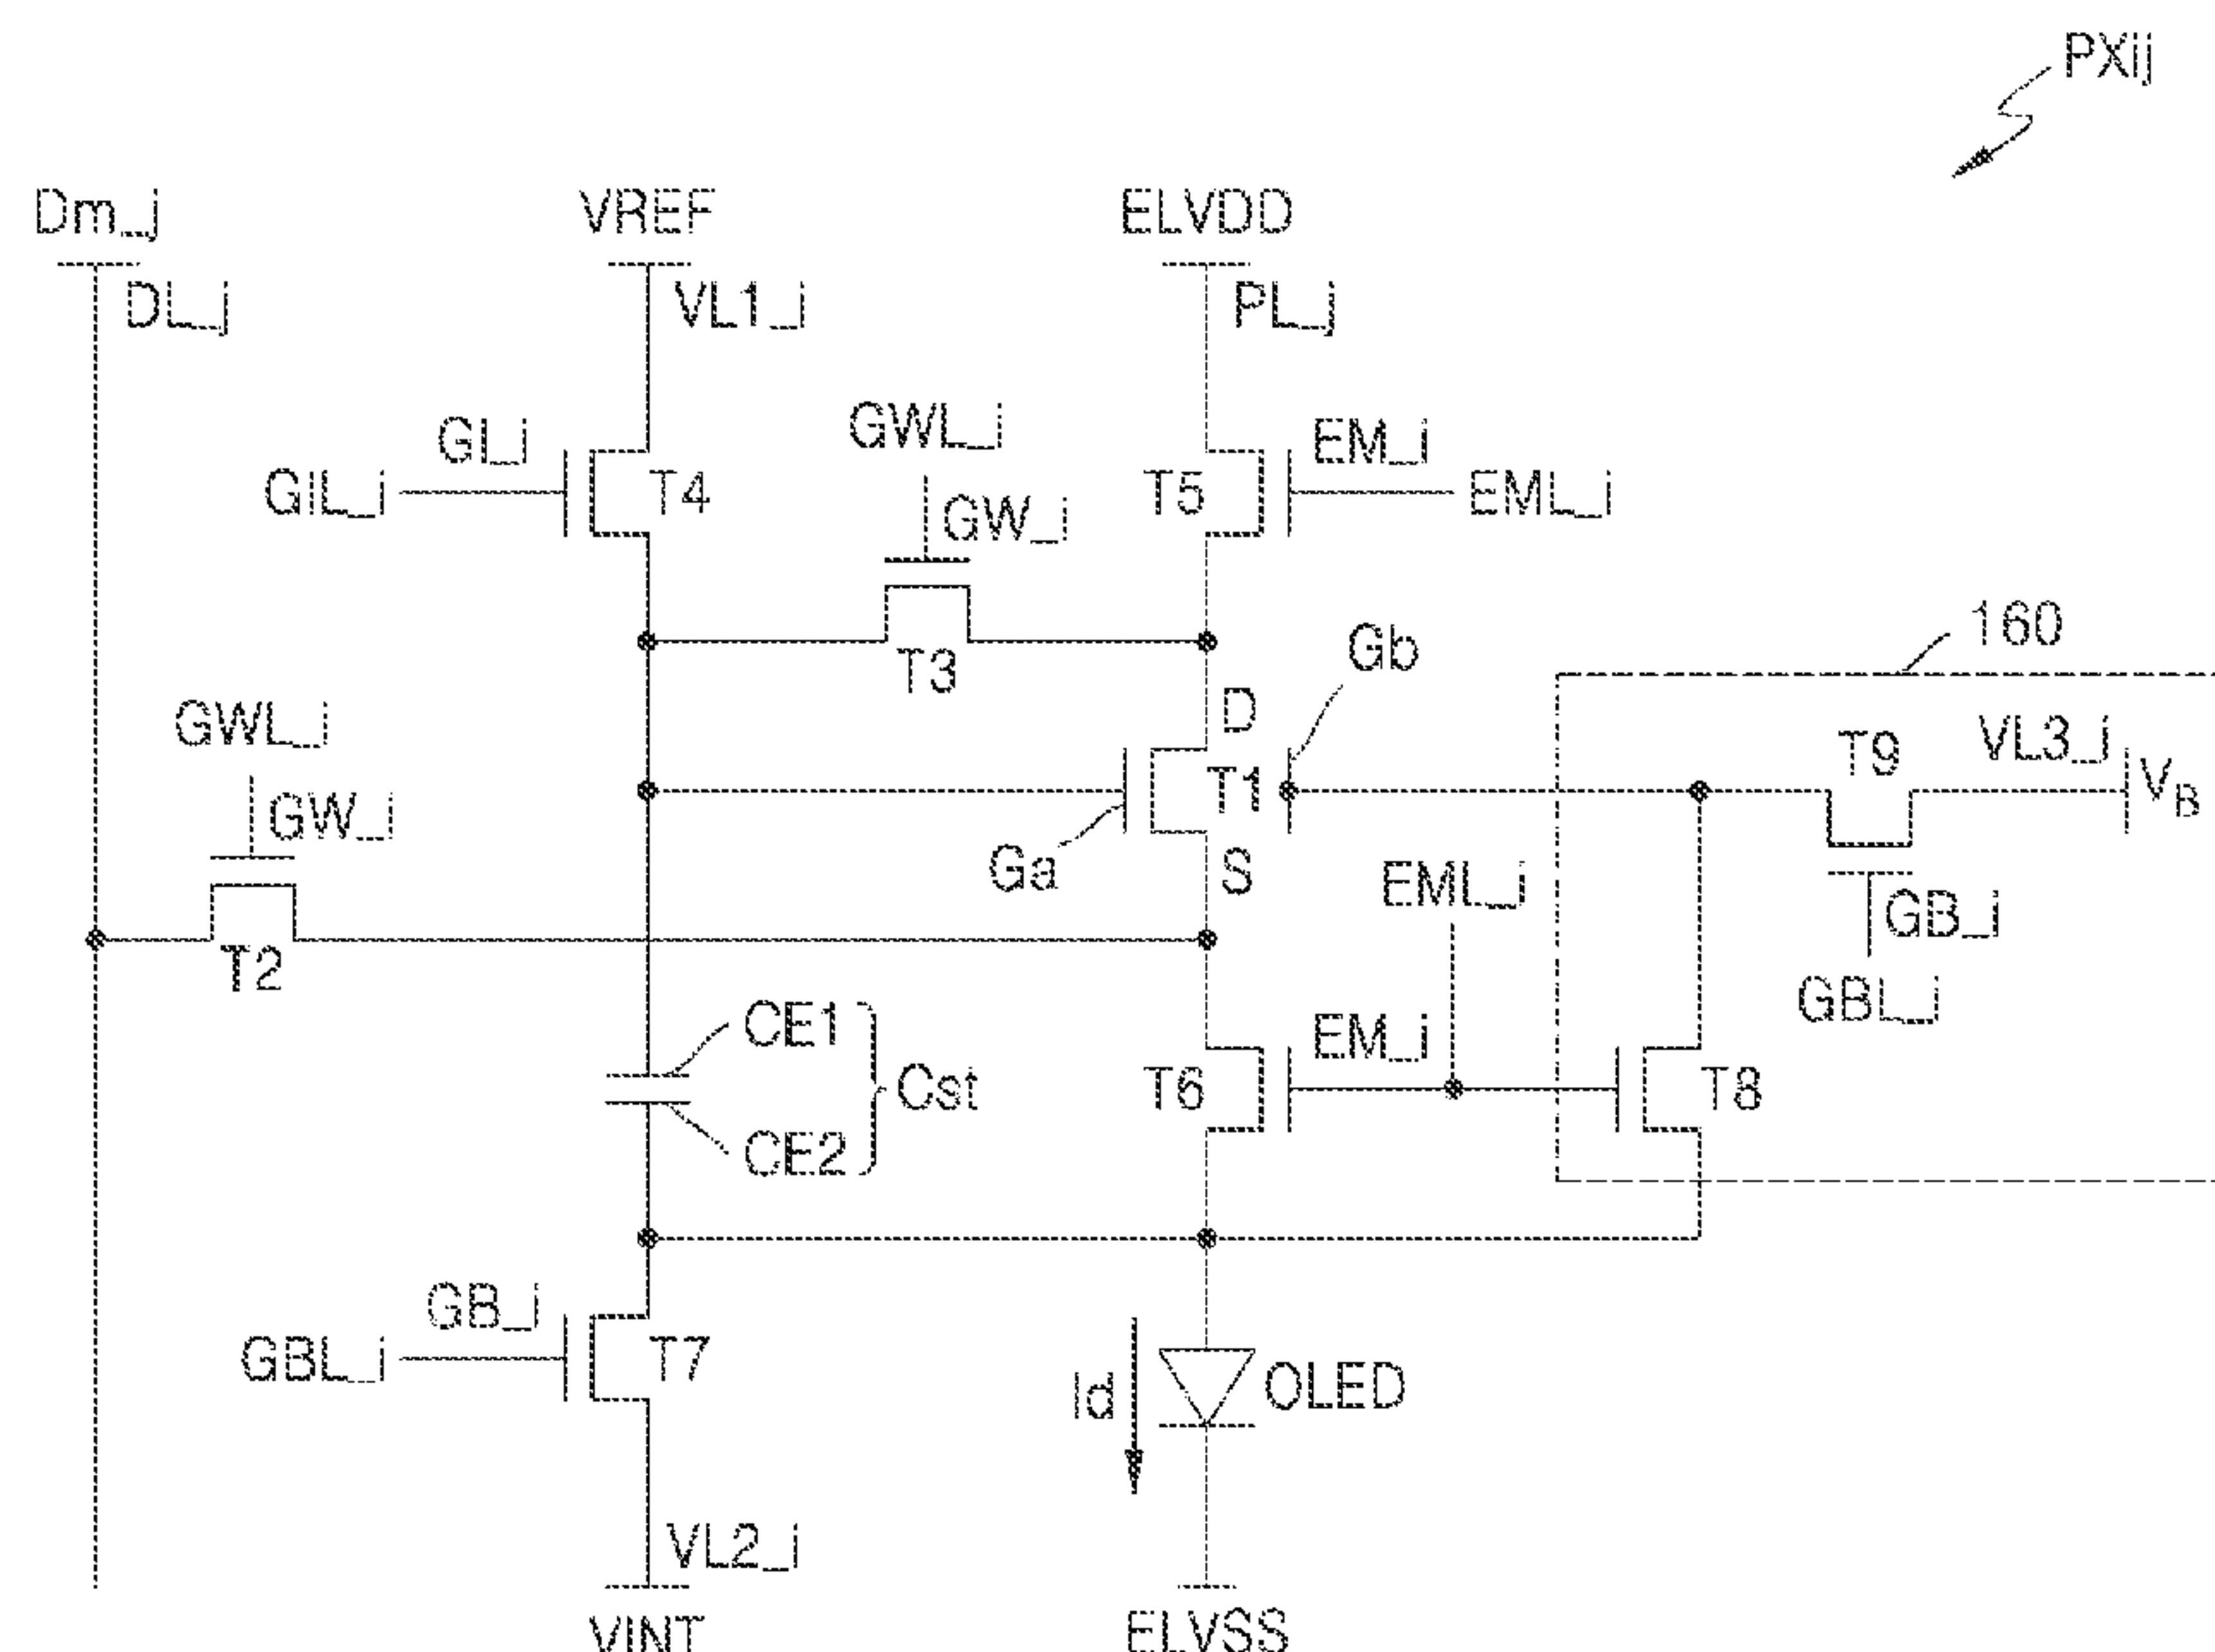 PXij
Dm_j
VREF
ELVDD
DL_j
VL1_i
PL_j
GWL_i
GI_i
EM_i
GIL_i
T4
T5
EML_i
GW_i
160
Gb
T3
D
GWL_i
T9
VL3_i
T1
VB
GW_i
Ga
S
EML_i
GB_i
T2
GBL_i
CE1
EM_i
Cst
T6
T8
CE2
GB_i
GBL_i
T7
Id
OLED
VL2_i
VINT
ELVSS